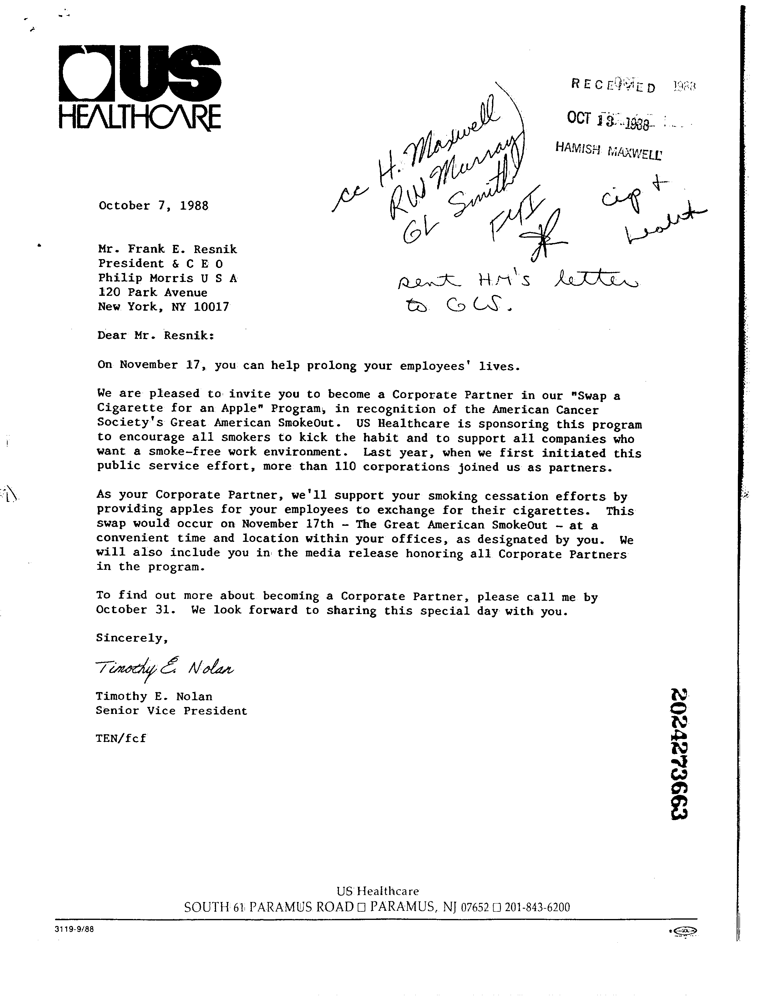 US
HEALTHCARE
RECEIVED 1988
OCT 13 1988
HAMISH MAXWELL
cc H. Maxwell
RW Murray
GL Smith
FYI
cig +
health
sent HM's letter
to GW.
October 7, 1988
Mr. Frank E. Resnik
President & C E O
Philip Morris U S A
120 Park Avenue
New York, NY 10017
Dear Mr. Resnik:
On November 17, you can help prolong your employees' lives.
We are pleased to invite you to become a Corporate Partner in our "Swap a
Cigarette for an Apple" Program, in recognition of the American Cancer
Society's Great American SmokeOut. US Healthcare is sponsoring this program
to encourage all smokers to kick the habit and to support all companies who
want a smoke-free work environment. Last year, when we first initiated this
public service effort, more than 110 corporations joined us as partners.
As your Corporate Partner, we'll support your smoking cessation efforts by
providing apples for your employees to exchange for their cigarettes. This
swap would occur on November 17th - The Great American SmokeOut - at a
convenient time and location within your offices, as designated by you. We
will also include you in the media release honoring all Corporate Partners
in the program.
To find out more about becoming a Corporate Partner, please call me by
October 31. We look forward to sharing this special day with you.
Sincerely,
Timothy E. Nolan
Timothy E. Nolan
Senior Vice President
TEN/fcf
2024273663
US Healthcare
SOUTH 61 PARAMUS ROAD □ PARAMUS, NJ 07652 □ 201-843-6200
3119-9/88